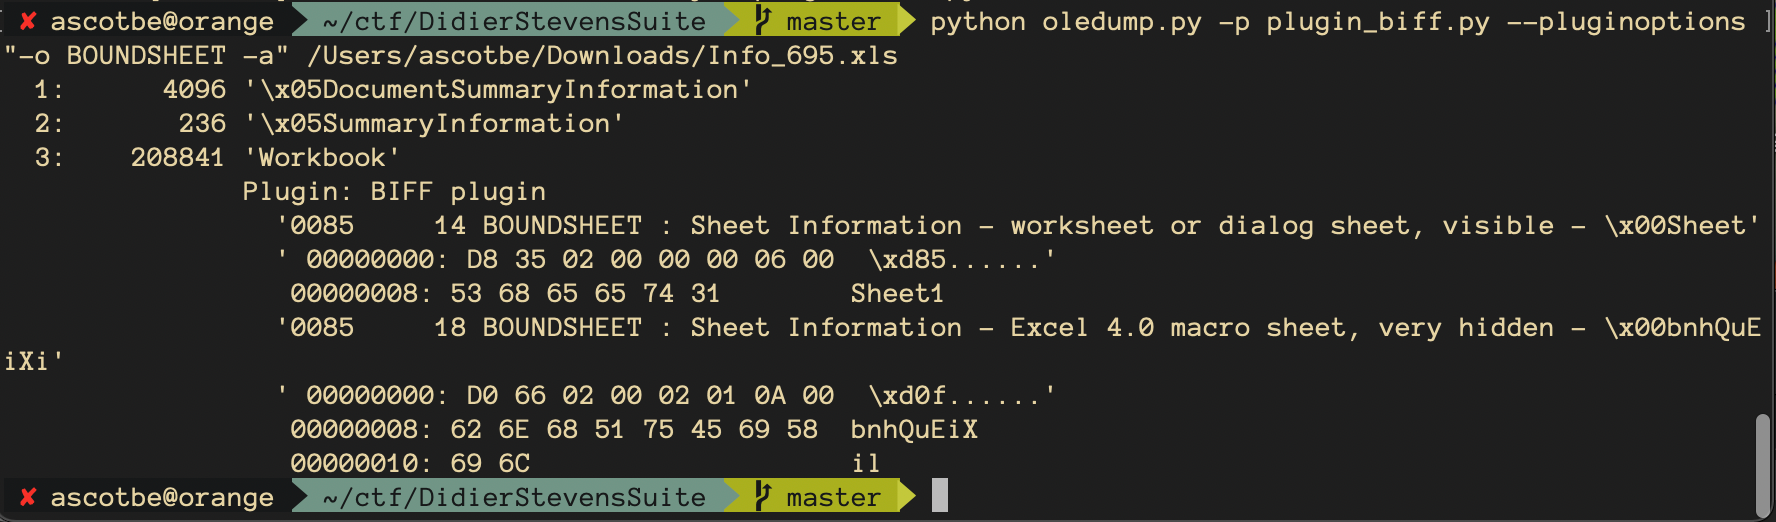 ✘ ascotbe@orange ~/ctf/DidierStevensSuite master python oledump.py -p plugin_biff.py --pluginoptions
"-o BOUNDSHEET -a" /Users/ascotbe/Downloads/Info_695.xls
1: 4096 '\x05DocumentSummaryInformation'
2: 236 '\x05SummaryInformation'
3: 208841 'Workbook'
Plugin: BIFF plugin
'0085 14 BOUNDSHEET : Sheet Information - worksheet or dialog sheet, visible - \x00Sheet'
' 00000000: D8 35 02 00 00 00 06 00 \xd85......'
00000008: 53 68 65 65 74 31 Sheet1
'0085 18 BOUNDSHEET : Sheet Information - Excel 4.0 macro sheet, very hidden - \x00bnhQuE
iXi'
' 00000000: D0 66 02 00 02 01 0A 00 \xd0f......'
00000008: 62 6E 68 51 75 45 69 58 bnhQuEiX
00000010: 69 6C il
✘ ascotbe@orange ~/ctf/DidierStevensSuite master